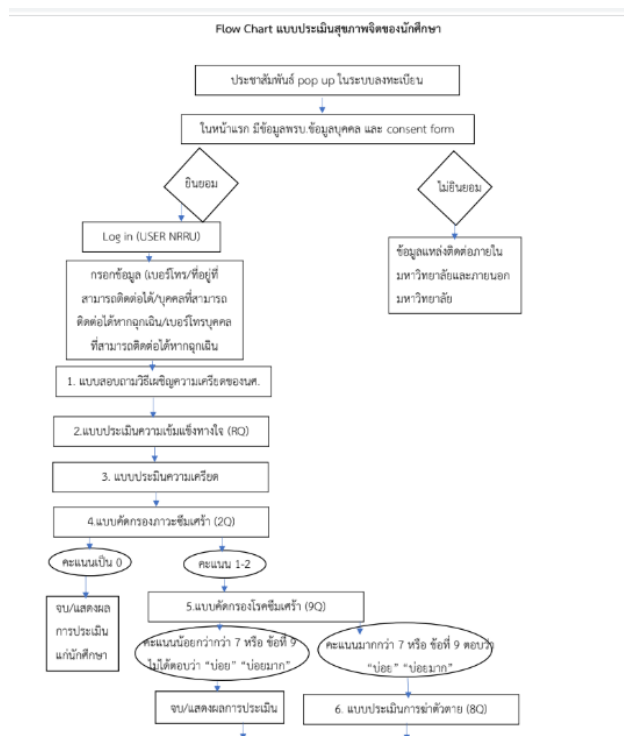 Flow Chart แบบประเมินสุขภาพจิตของนักศึกษา
ประชาสัมพันธ์ pop up ในระบบลงทะเบียน
ในหน้าแรก มีข้อมูลพรบ.ข้อมูลบุคคล และ consent form
ยินยอม
ไม่ยินยอม
Log in (USER NRRU)
ข้อมูลแหล่งติดต่อภายใน
มหาวิทยาลัยและภายนอก
มหาวิทยาลัย
กรอกข้อมูล (เบอร์โทร/ที่อยู่ที่
สามารถติดต่อได้/บุคคลที่สามารถ
ติดต่อได้หากฉุกเฉิน/เบอร์โทรบุคคล
ที่สามารถติดต่อได้หากฉุกเฉิน
1. แบบสอบถามวิธีเผชิญความเครียดของนศ.
2.แบบประเมินความเข้มแข็งทางใจ (RQ)
3. แบบประมินความเครียด
4.แบบคัดกรองภาวะซึมเศร้า (2Q)
คะแนนเป็น 0
คะแนน 1-2
จบ/แสดงผล
การประเมิน
แก่นักศึกษา
5.แบบคัดกรองโรคซึมเศร้า (9Q)
คะแนนน้อยกว่ากว่า 7 หรือ ข้อที่ 9
ไม่ได้ตอบว่า "บ่อย" "บ่อยมาก"
คะแนนมากกว่า 7 หรือ ข้อที่ 9 ตอบว่า
"บ่อย" "บ่อยมาก"
จบ/แสดงผลการประเมิน
6. แบบประเมินการฆ่าตัวตาย (8Q)